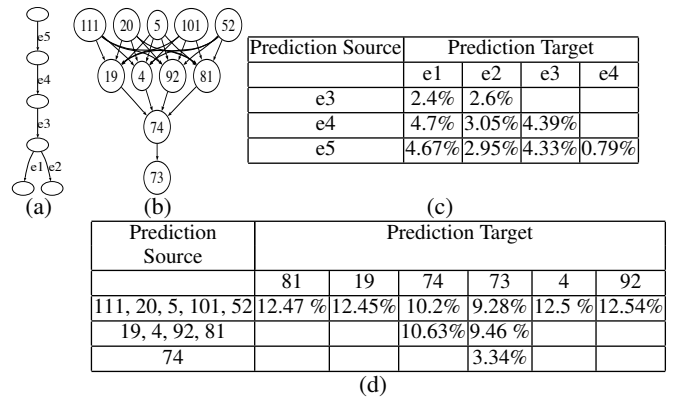 e5
e4
e3
e1 e2
(a)
111 20 5 101 52
19 4 92 81
74
73
(b)
Prediction Source Prediction Target
e1 e2 e3 e4
e3 2.4% 2.6%
e4 4.7% 3.05% 4.39%
e5 4.67% 2.95% 4.33% 0.79%
(c)
Prediction Source Prediction Target
81 19 74 73 4 92
111, 20, 5, 101, 52 12.47 % 12.45% 10.2% 9.28% 12.5 % 12.54%
19, 4, 92, 81 10.63% 9.46 %
74 3.34%
(d)